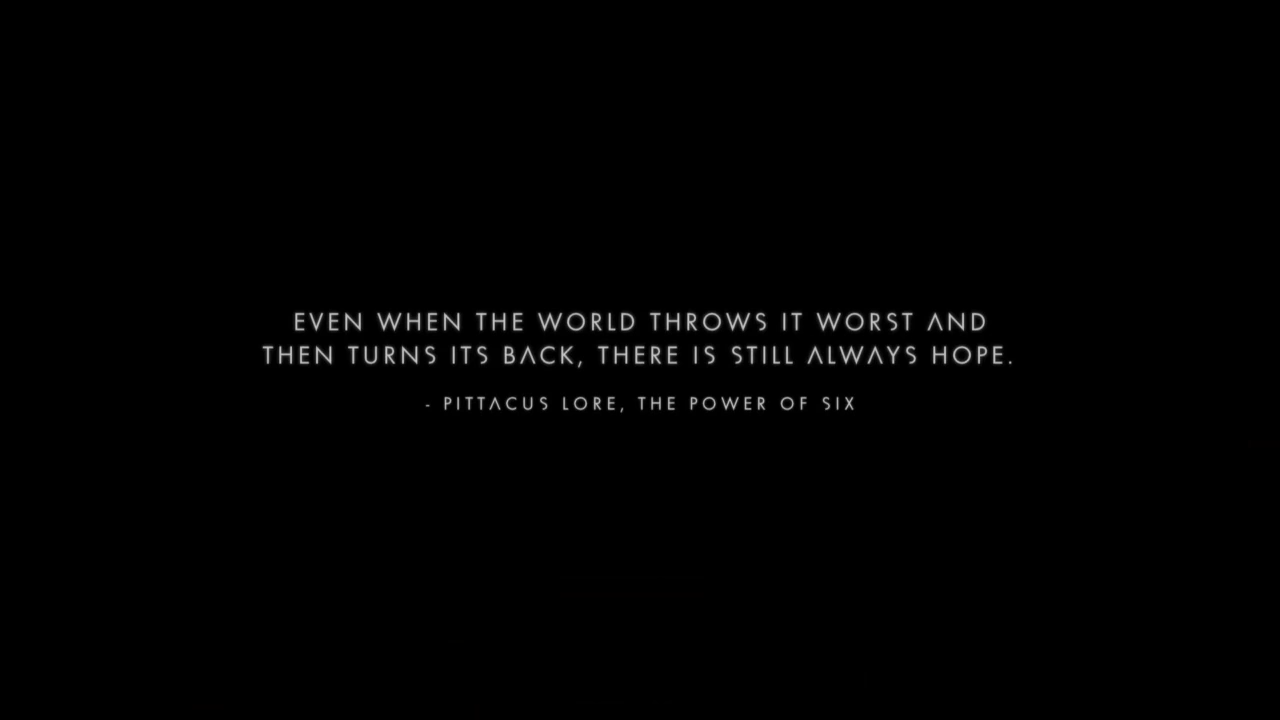 EVEN WHEN THE WORLD THROWS IT WORST AND
THEN TURNS ITS BACK, THERE IS STILL ALWAYS HOPE.
- PITTACUS LORE, THE POWER OF SIX